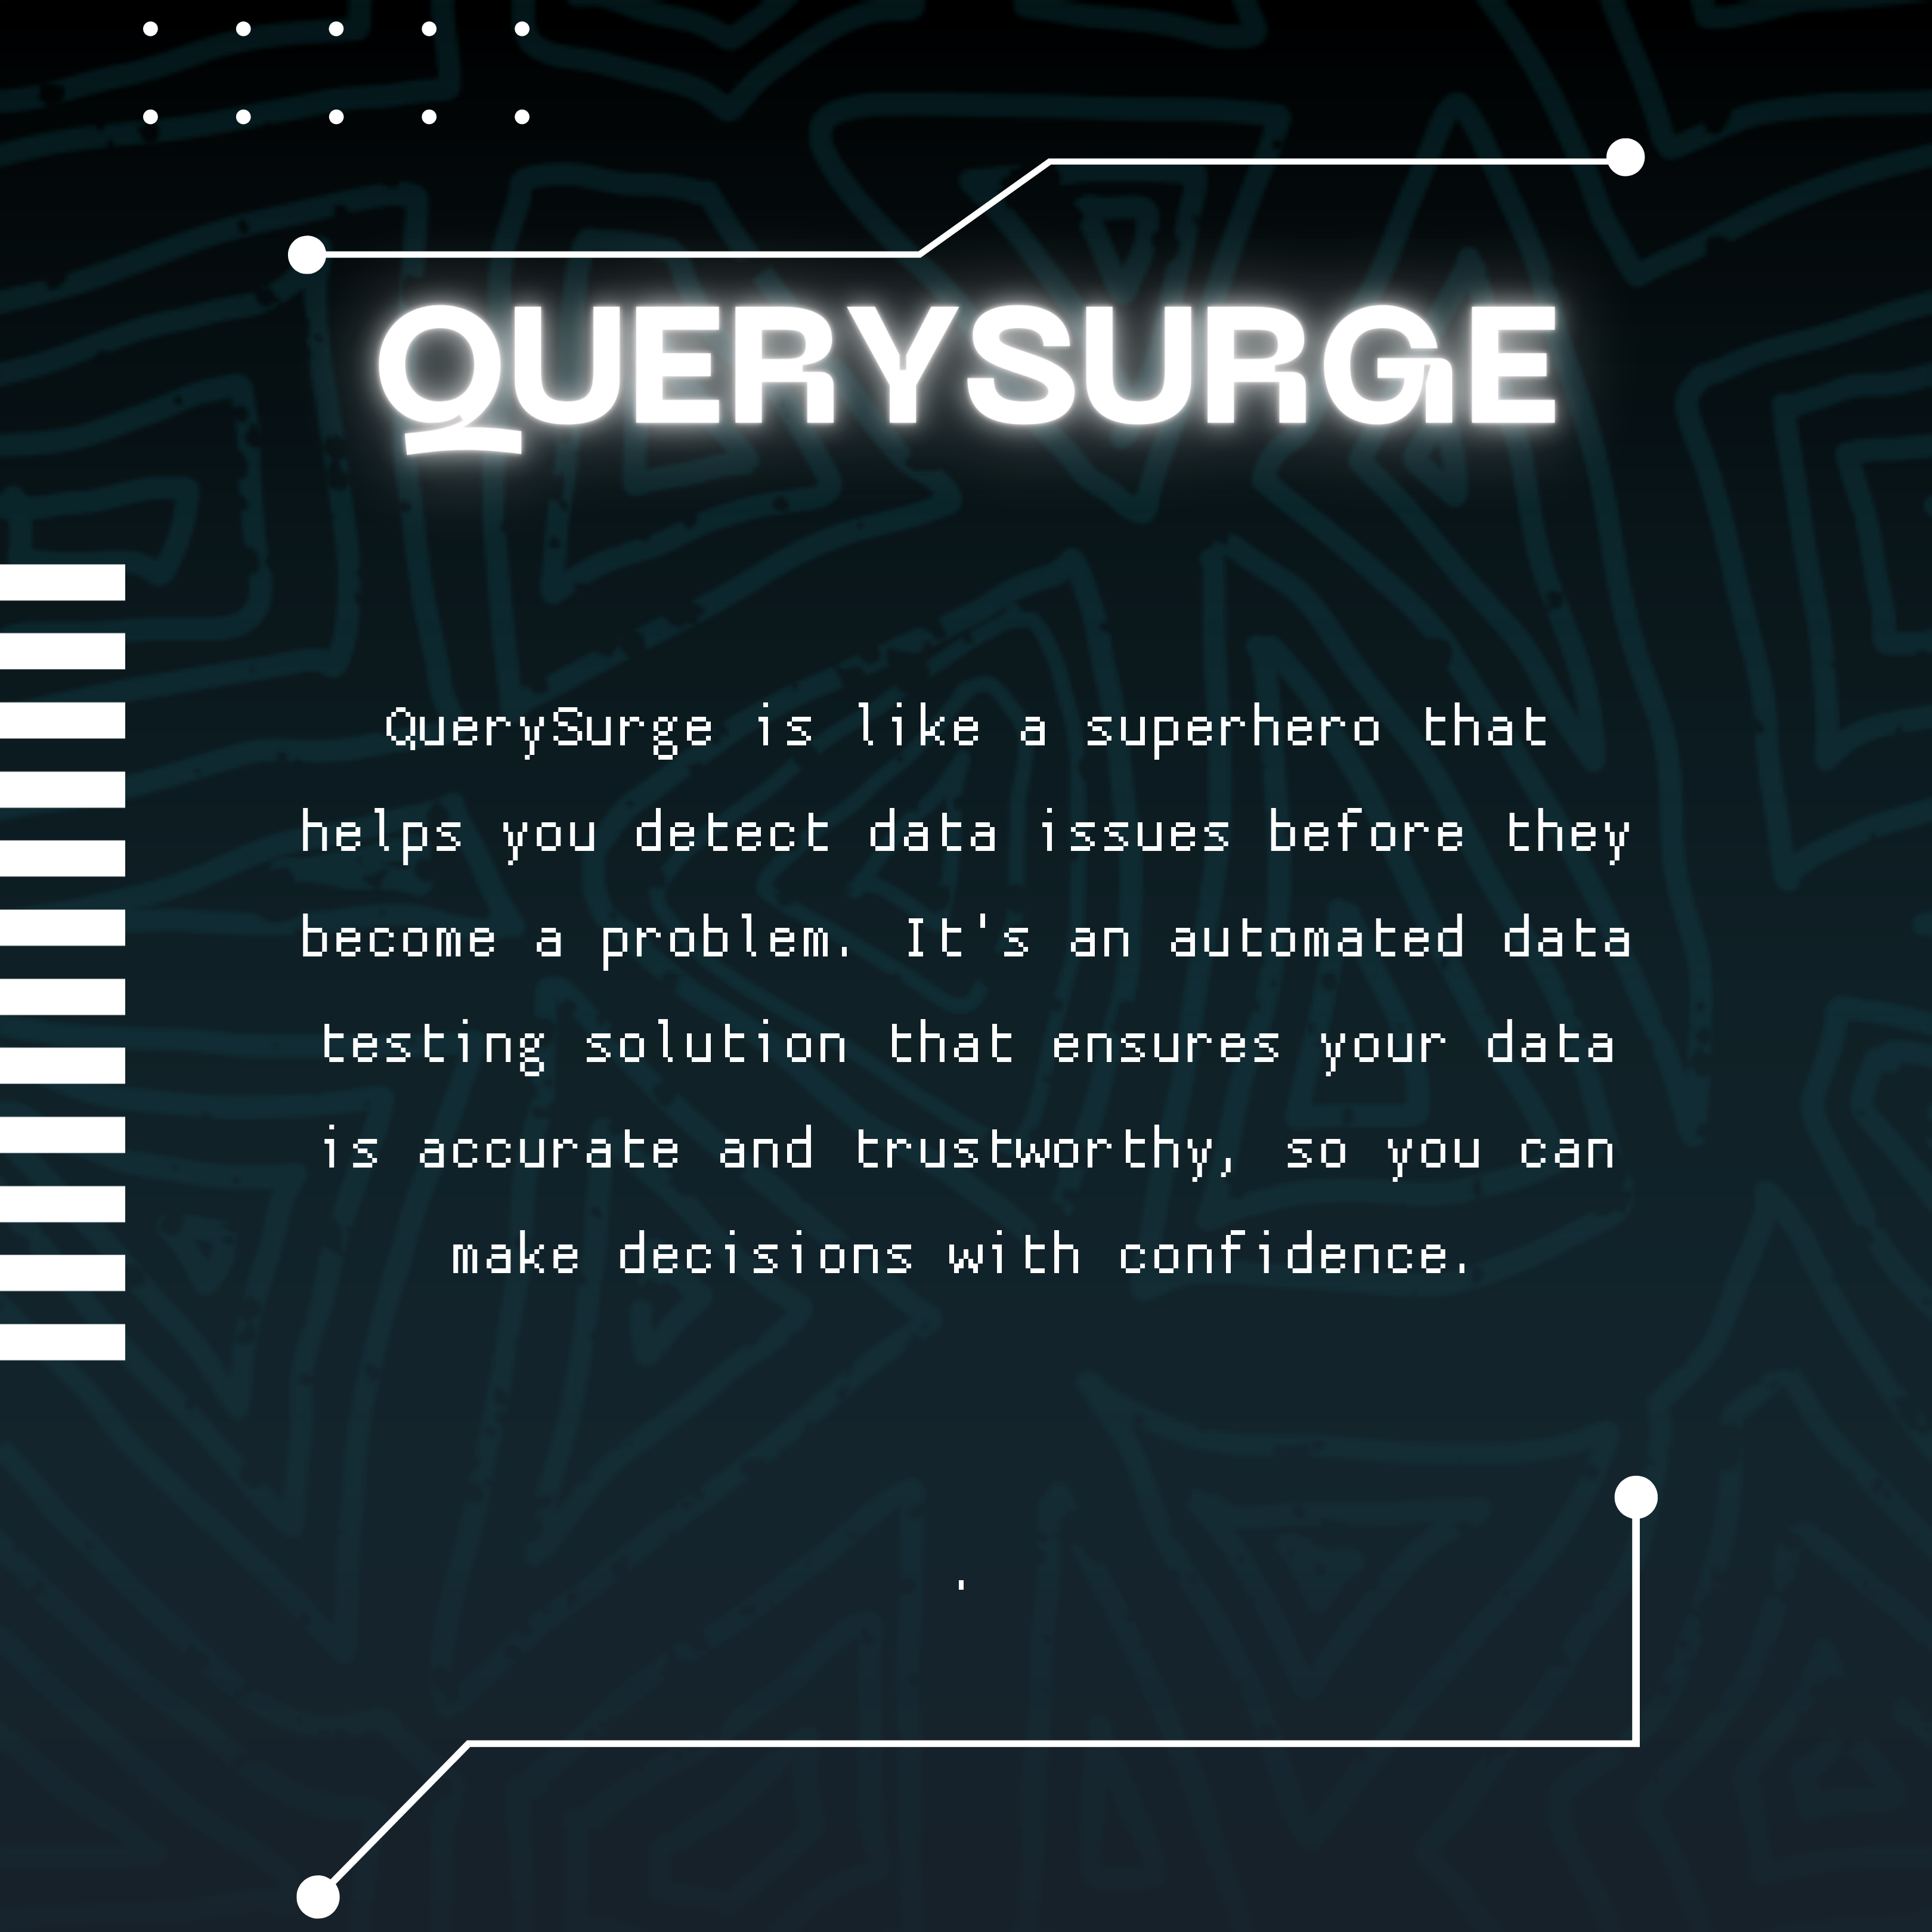 QUERYSURGE
QuerySurge is like a superhero that
helps you detect data issues before they
become a problem. It's an automated data
testing solution that ensures your data
is accurate and trustworthy, so you can
make decisions with confidence.
.